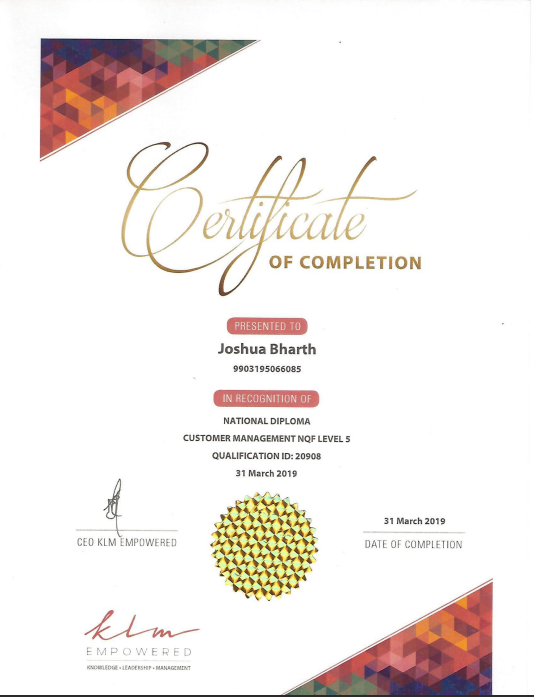 Certificate
OF COMPLETION
PRESENTED TO
Joshua Bharth
9903195066085
IN RECOGNITION OF
NATIONAL DIPLOMA
CUSTOMER MANAGEMENT NQF LEVEL 5
QUALIFICATION ID: 20908
31 March 2019
CEO KLM EMPOWERED
31 March 2019
DATE OF COMPLETION
klm
EMPOWERED
KNOWLEDGE • LEADERSHIP • MANAGEMENT